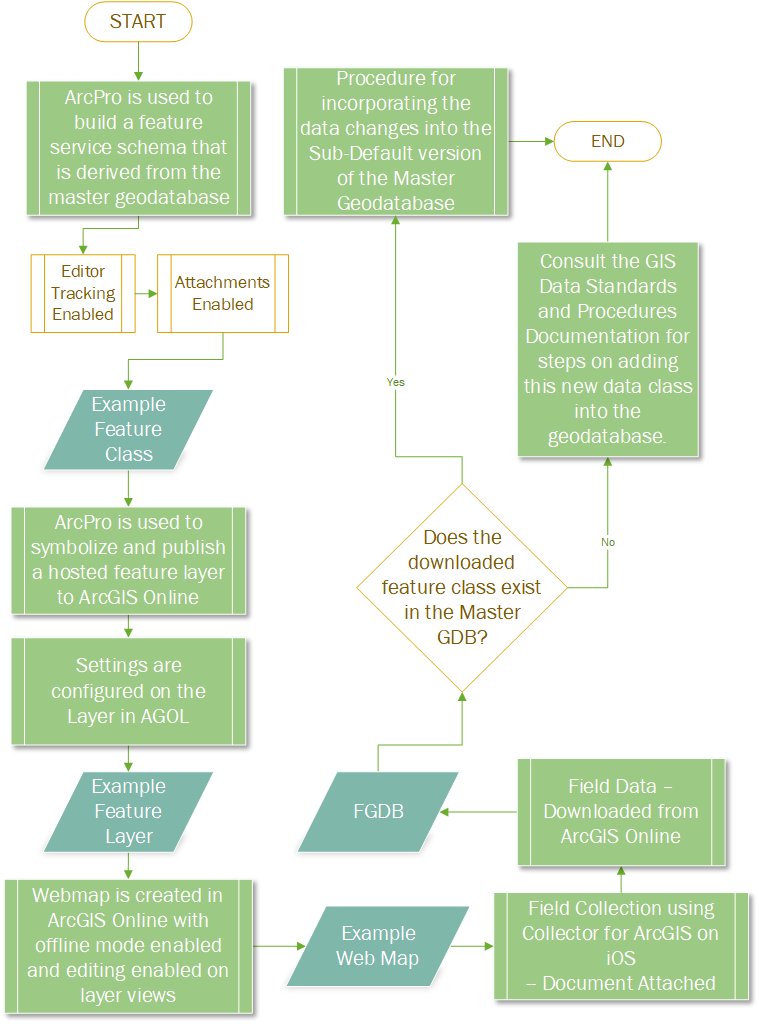 START
ArcPro is used to
build a feature
service schema that
is derived from the
master geodatabase
Editor
Tracking
Enabled
Attachments
Enabled
Example
Feature
Class
ArcPro is used to
symbolize and publish
a hosted feature layer
to ArcGIS Online
Settings are
configured on the
Layer in AGOL
Example
Feature
Layer
Webmap is created in
ArcGIS Online with
offline mode enabled
and editing enabled on
layer views
Example
Web Map
Field Collection using
Collector for ArcGIS on
iOS
– Document Attached
Field Data –
Downloaded from
ArcGIS Online
FGDB
Does the
downloaded
feature class exist
in the Master
GDB?
Yes
Procedure for
incorporating the
data changes into the
Sub-Default version
of the Master
Geodatabase
No
Consult the GIS
Data Standards
and Procedures
Documentation for
steps on adding
this new data class
into the
geodatabase.
END